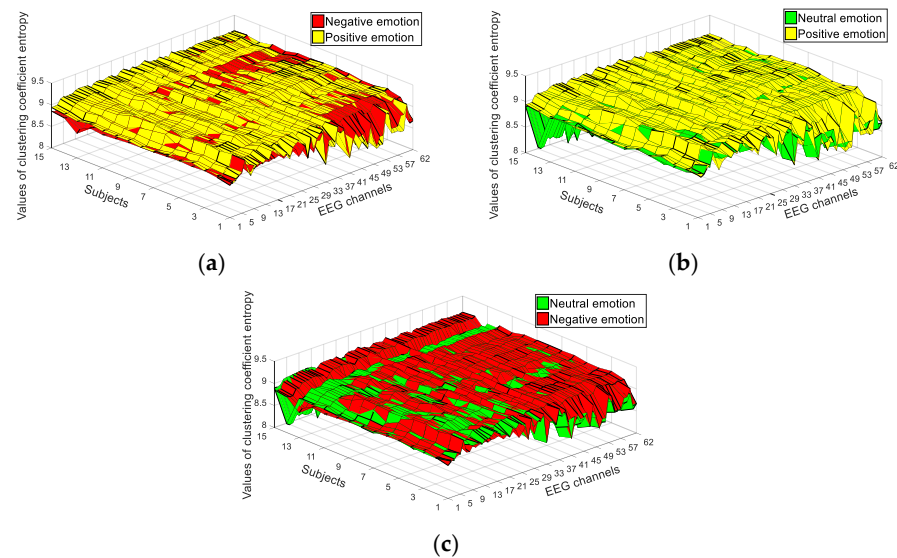 Negative emotion
Positive emotion
Values of clustering coefficient entropy
9.5
9
8.5
8
15
13
11
9
7
5
3
1
Subjects
1 5 9 13 17 21 25 29 33 37 41 45 49 53 57 62
EEG channels
(a)
Neutral emotion
Positive emotion
Values of clustering coefficient entropy
9.5
9
8.5
8
15
13
11
9
7
5
3
1
Subjects
1 5 9 13 17 21 25 29 33 37 41 45 49 53 57 62
EEG channels
(b)
Neutral emotion
Negative emotion
Values of clustering coefficient entropy
9.5
9
8.5
8
15
13
11
9
7
5
3
1
Subjects
1 5 9 13 17 21 25 29 33 37 41 45 49 53 57 62
EEG channels
(c)